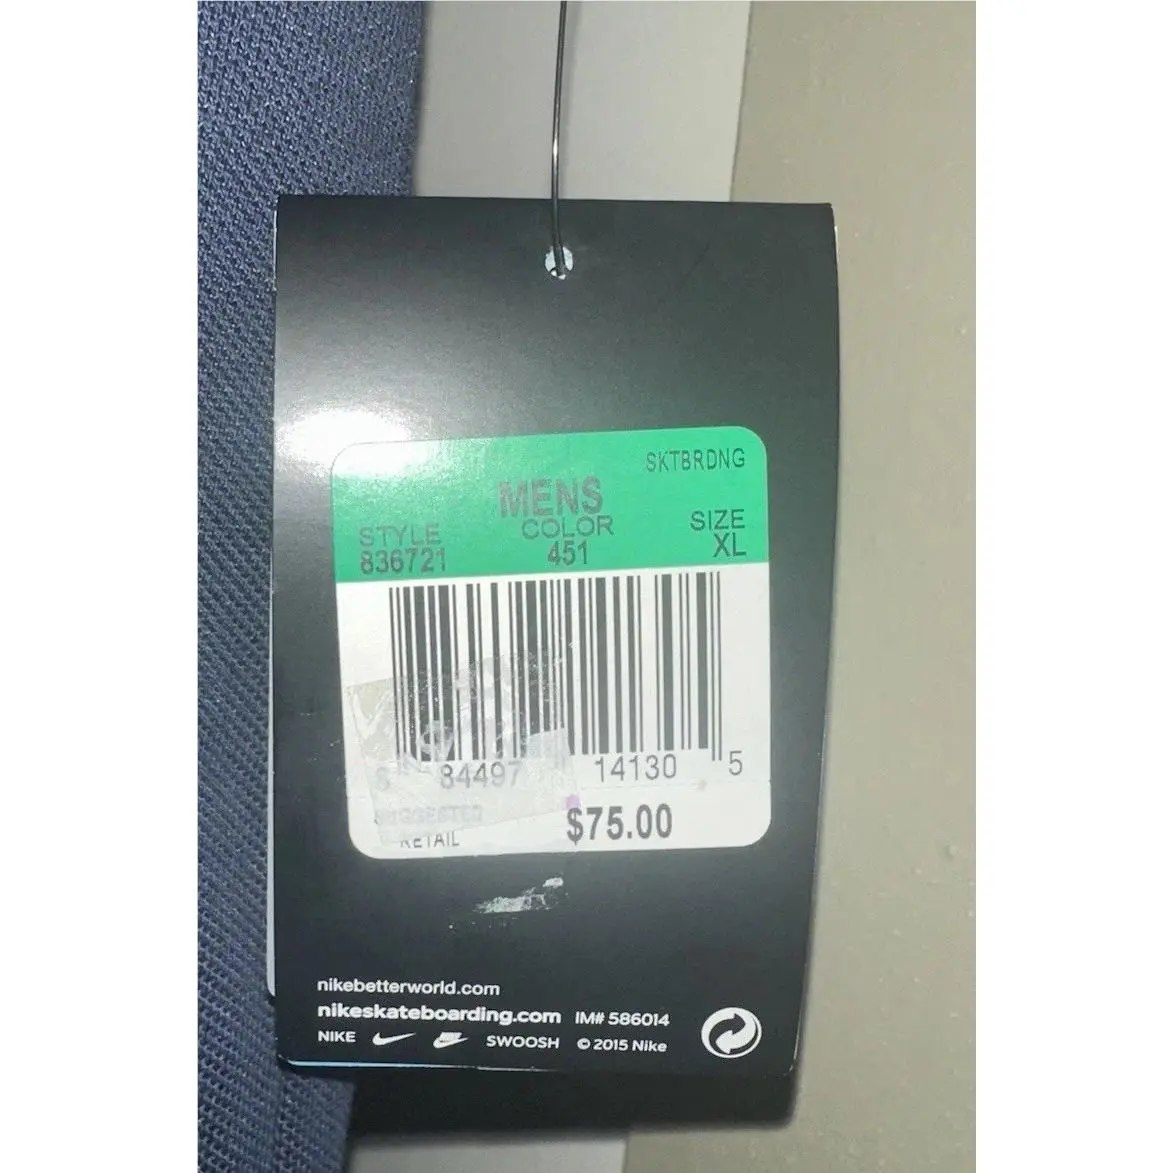 SKTBRDNG
MENS
STYLE COLOR SIZE
836721 451 XL
84497 14130 5
SUGGESTED
RETAIL $75.00
nikebetterworld.com
nikeskateboarding.com IM# 586014
NIKE SWOOSH © 2015 Nike